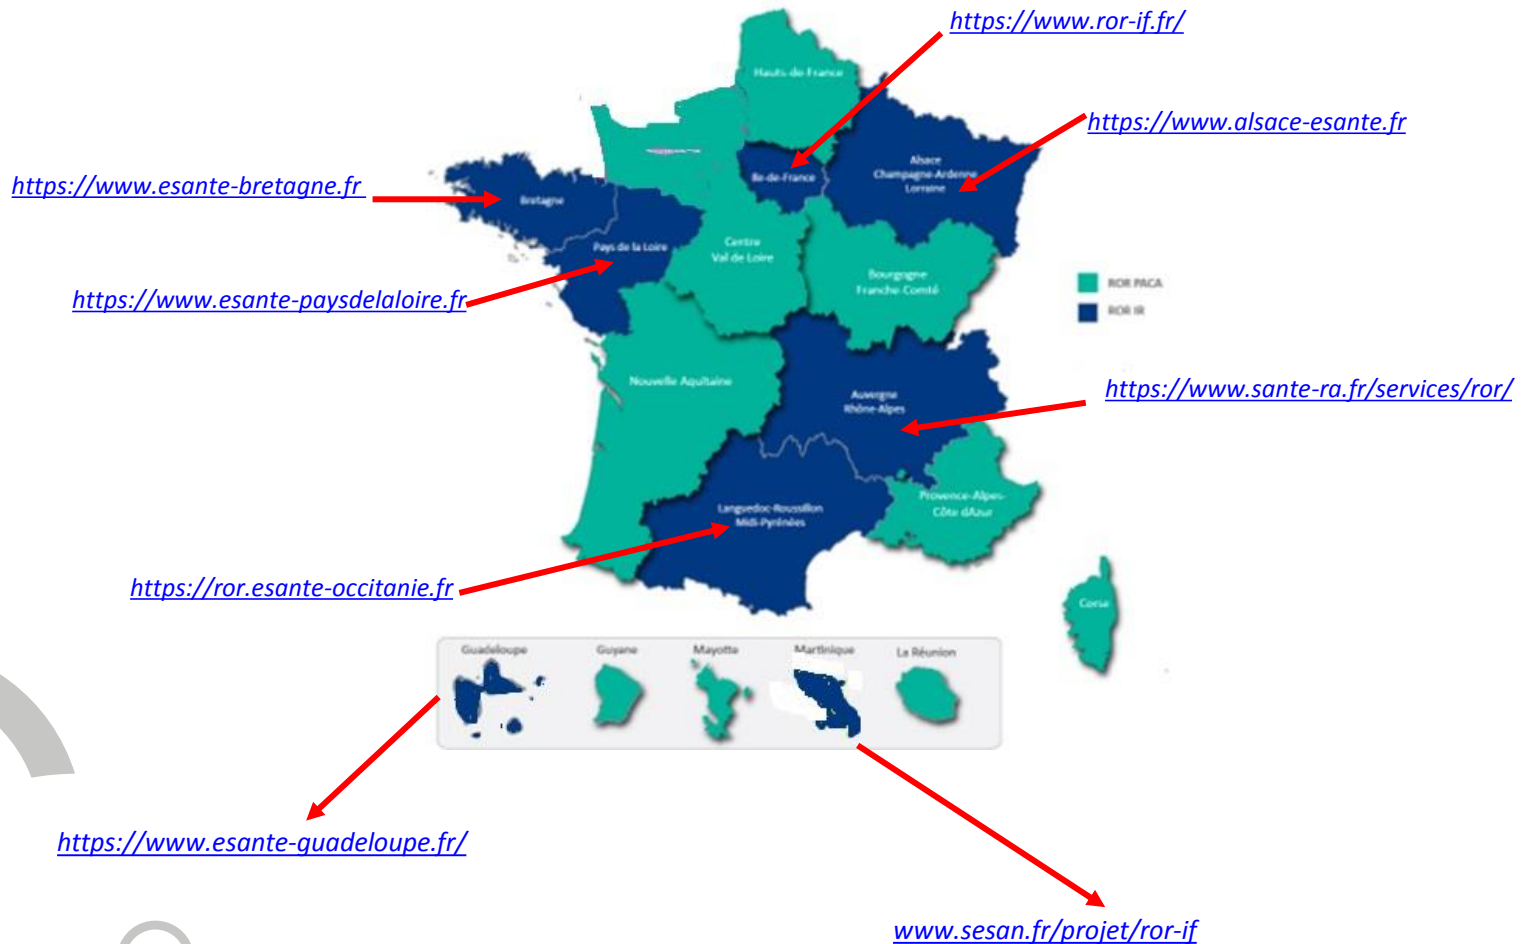 https://www.ror-if.fr/
Hauts-de-France
https://www.alsace-esante.fr
Alsace
Champagne-Ardenne
Lorraine
Ile-de-France
https://www.esante-bretagne.fr
Bretagne
Pays de la Loire
Centre
Val de Loire
Bourgogne
Franche-Comté
ROR PACA
ROR IR
https://www.esante-paysdelaloire.fr
Nouvelle Aquitaine
Auvergne
Rhône-Alpes
https://www.sante-ra.fr/services/ror/
Provence-Alpes-
Côte dAzur
Languedoc-Roussillon
Midi-Pyrénées
https://ror.esante-occitanie.fr
Corse
Guadeloupe
Guyane
Mayotte
Martinique
La Réunion
https://www.esante-guadeloupe.fr/
www.sesan.fr/projet/ror-if